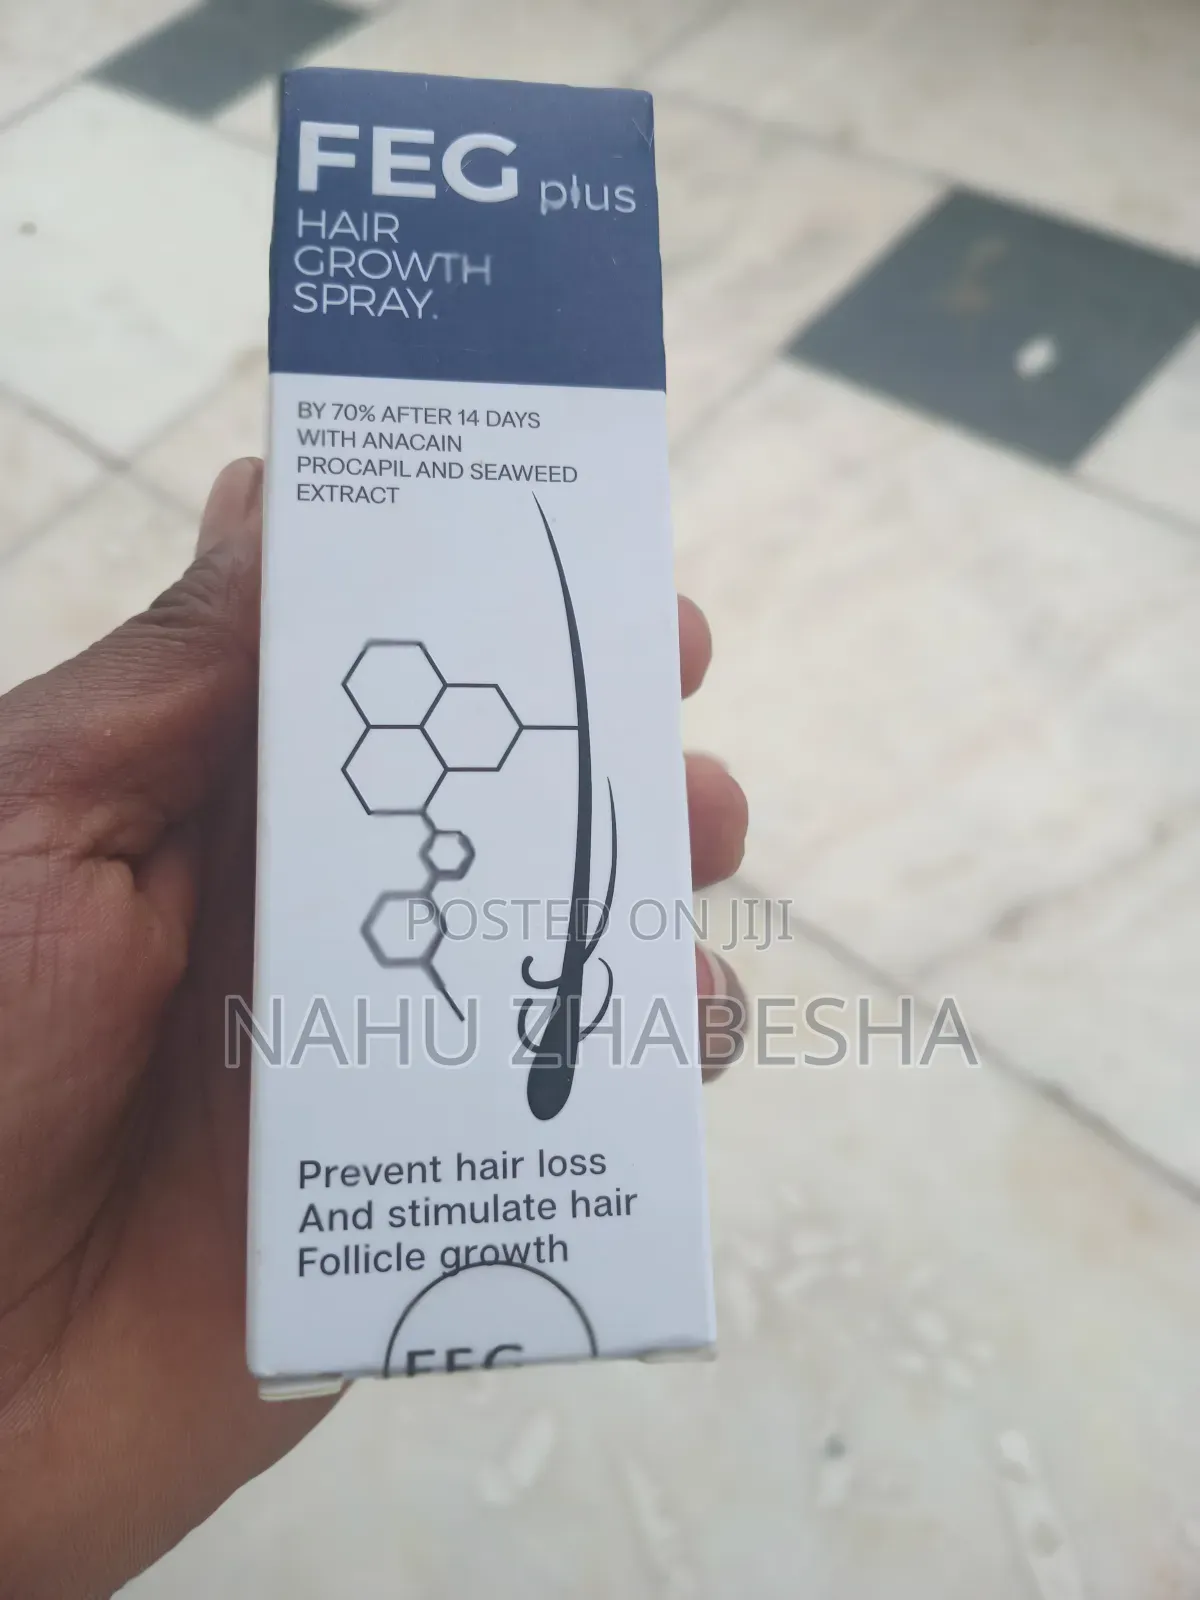 FEG plus
HAIR
GROWTH
SPRAY.
BY 70% AFTER 14 DAYS
WITH ANACAIN
PROCAPIL AND SEAWEED
EXTRACT
POSTED ON JIJI
NAHU ZHABESHA
Prevent hair loss
And stimulate hair
Follicle growth
FEG